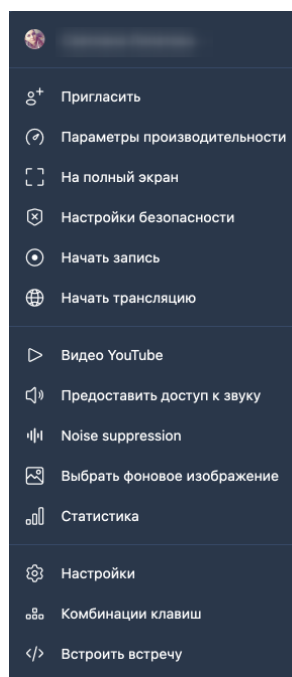 Пригласить
Параметры производительности
На полный экран
Настройки безопасности
Начать запись
Начать трансляцию
Видео YouTube
Предоставить доступ к звуку
Noise suppression
Выбрать фоновое изображение
Статистика
Настройки
Комбинации клавиш
Встроить встречу